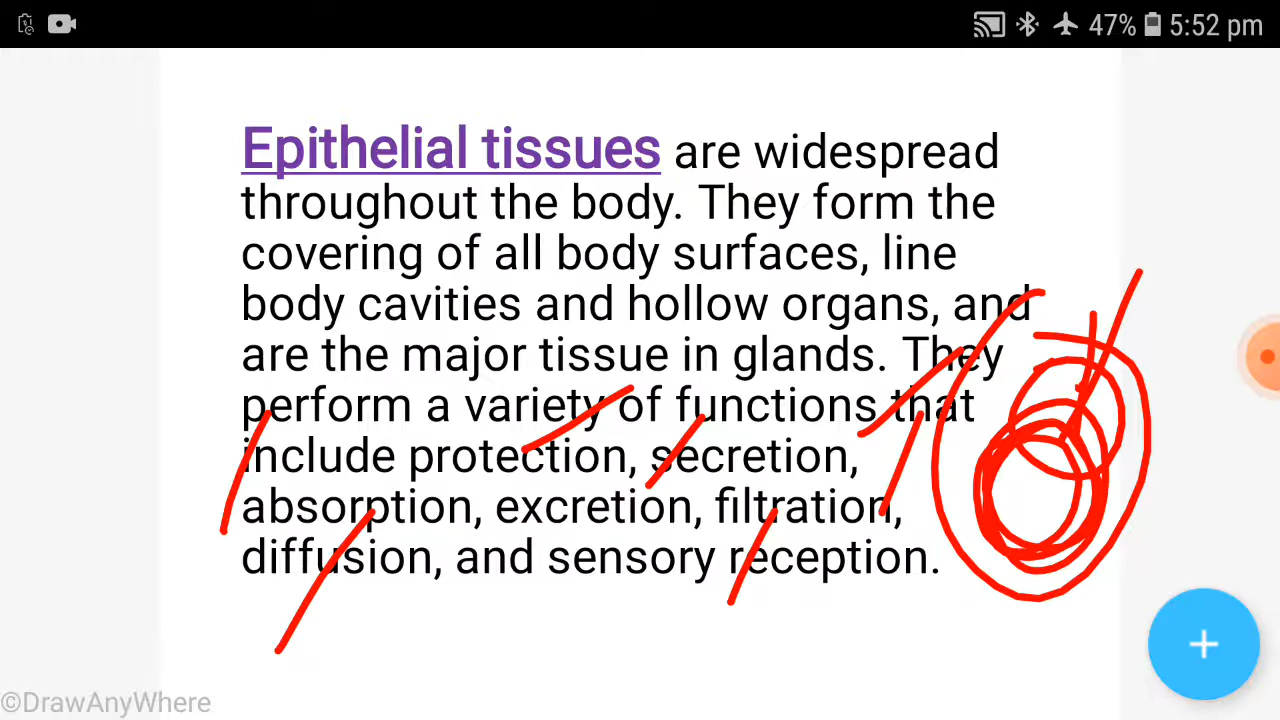 47% 5:52 pm
Epithelial tissues are widespread
throughout the body. They form the
covering of all body surfaces, line
body cavities and hollow organs, and
are the major tissue in glands. They
perform a variety of functions that
include protection, secretion,
absorption, excretion, filtration,
diffusion, and sensory reception.
©DrawAnyWhere